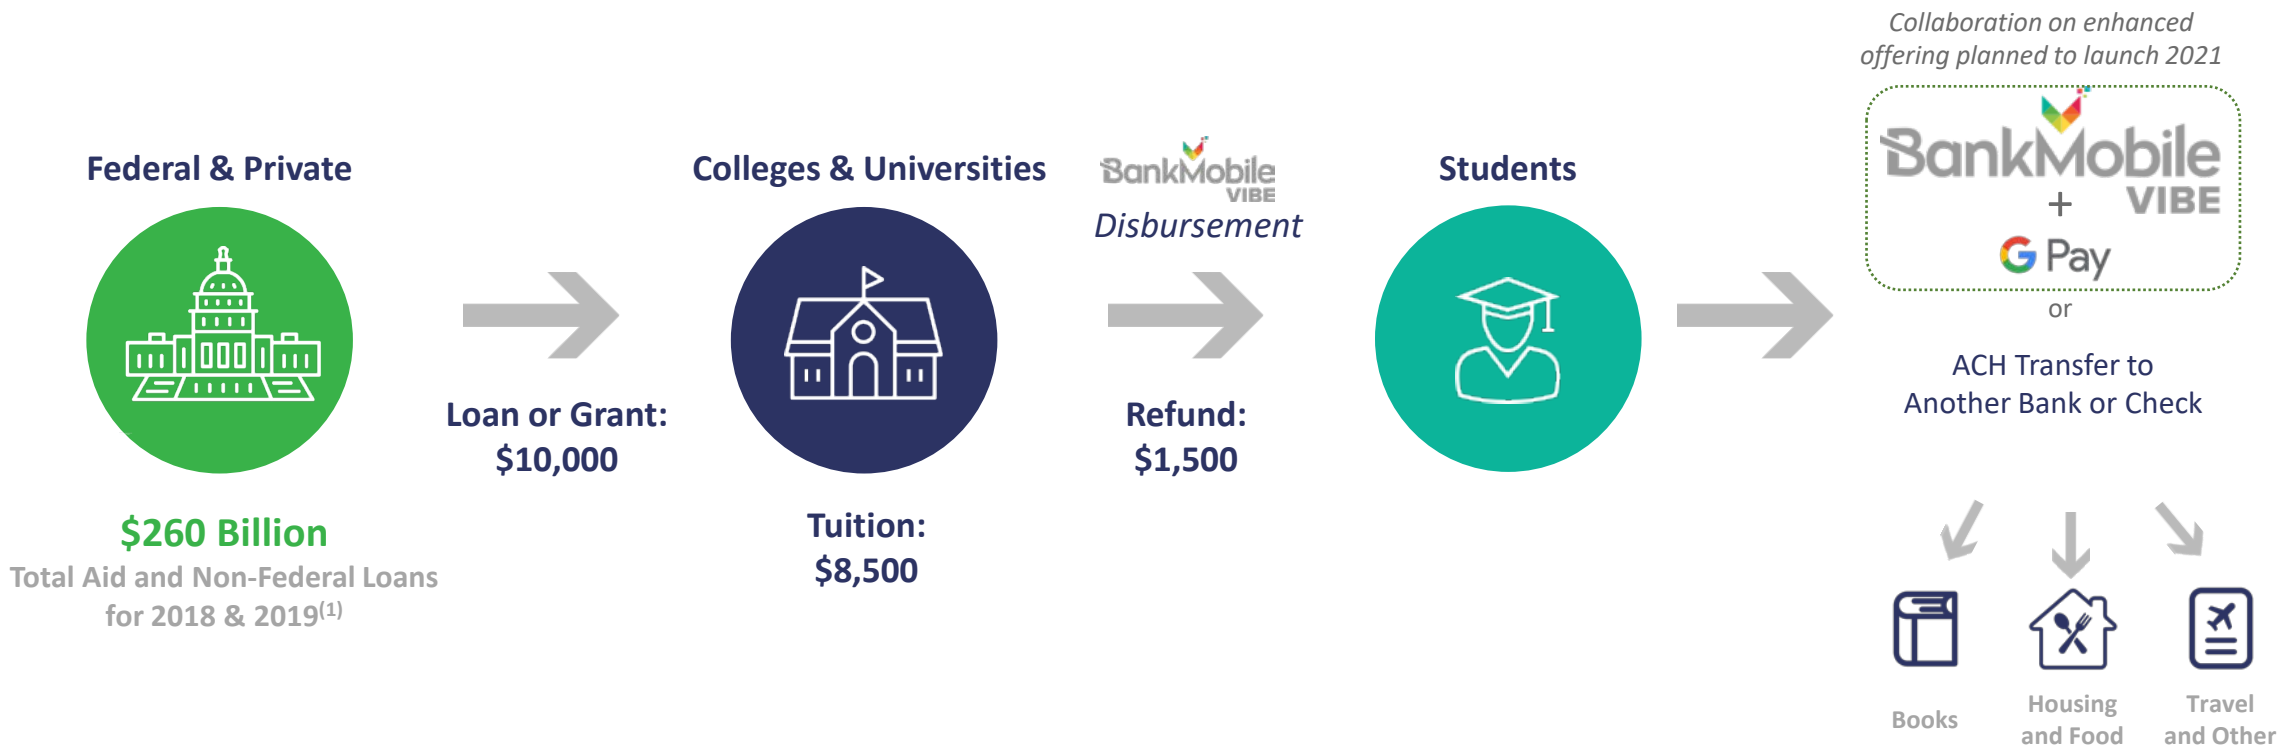 Collaboration on enhanced
offering planned to launch 2021
Federal & Private
Loan or Grant:
$10,000
$260 Billion
Total Aid and Non-Federal Loans
for 2018 & 2019(1)
Colleges & Universities
Tuition:
$8,500
BankMobile
VIBE
Disbursement
Refund:
$1,500
Students
BankMobile
VIBE
+
G Pay
or
ACH Transfer to
Another Bank or Check
Books
Housing
and Food
Travel
and Other